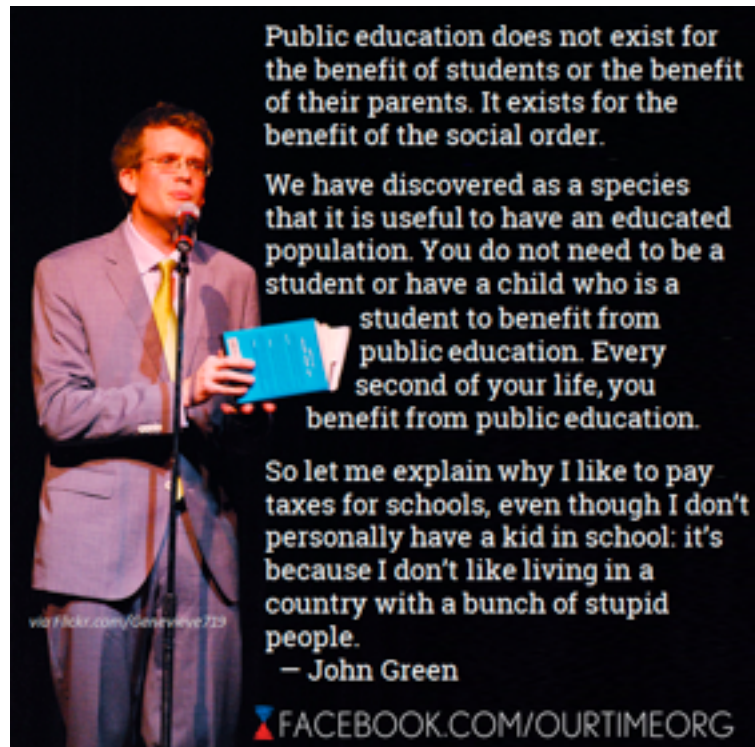 Public education does not exist for
the benefit of students or the benefit
of their parents. It exists for the
benefit of the social order.
We have discovered as a species
that it is useful to have an educated
population. You do not need to be a
student or have a child who is a
student to benefit from
public education. Every
second of your life, you
benefit from public education.
So let me explain why I like to pay
taxes for schools, even though I don’t
personally have a kid in school: it’s
because I don’t like living in a
country with a bunch of stupid
people.
— John Green
via Flickr.com/Genevieve719
FACEBOOK.COM/OURTIMEORG